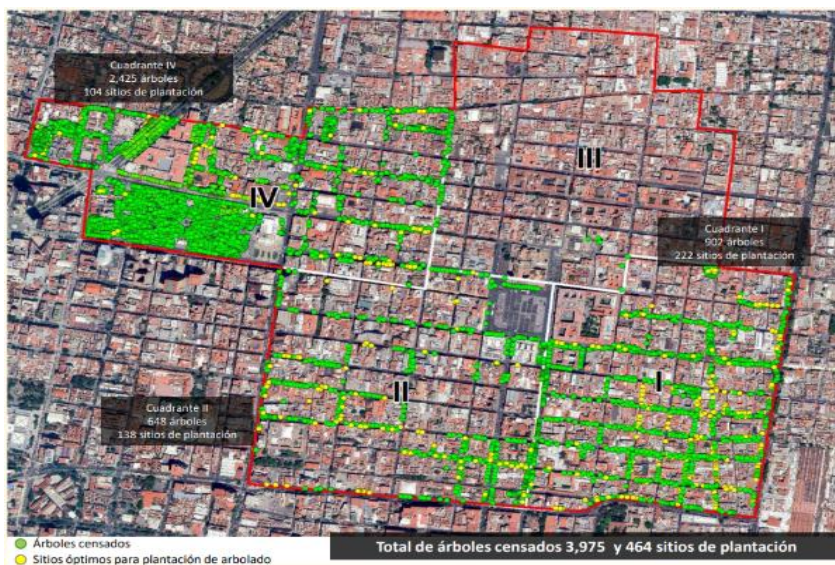 Cuadrante IV
2,425 árboles
104 sitios de plantación
III
IV
Cuadrante I
902 árboles
222 sitios de plantación
I
II
Cuadrante II
648 árboles
138 sitios de plantación
Árboles censados
Sitios óptimos para plantación de arbolado
Total de árboles censados 3,975 y 464 sitios de plantación